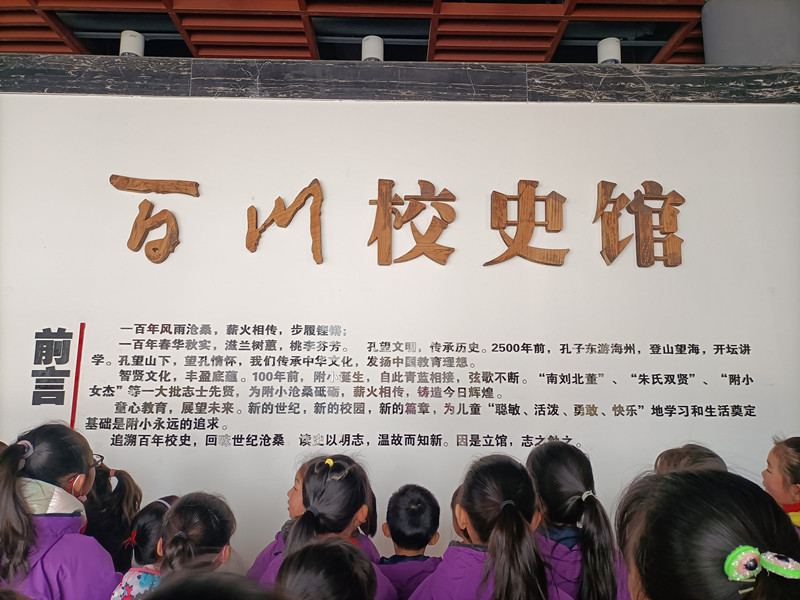 百川校史馆
前言
一百年风雨沧桑，薪火相传，步履铿锵；
一百年春华秋实，滋兰树蕙，桃李芬芳。 孔望文明，传承历史。2500年前，孔子东游海州，登山望海，开坛讲
学。孔望山下，望孔情怀，我们传承中华文化，发扬中国教育理想。
智贤文化，丰盈底蕴。100年前，附小诞生，自此青蓝相接，弦歌不断。“南刘北董”、“朱氏双贤”、“附小
女杰”等一大批志士先贤，为附小沧桑砥砺，薪火相传，铸造今日辉煌。
童心教育，展望未来。新的世纪，新的校园，新的篇章，为儿童“聪敏、活泼、勇敢、快乐”地学习和生活奠定
基础是附小永远的追求。
追溯百年校史，回味世纪沧桑，读史以明志，温故而知新。因是立馆，志之勉之。